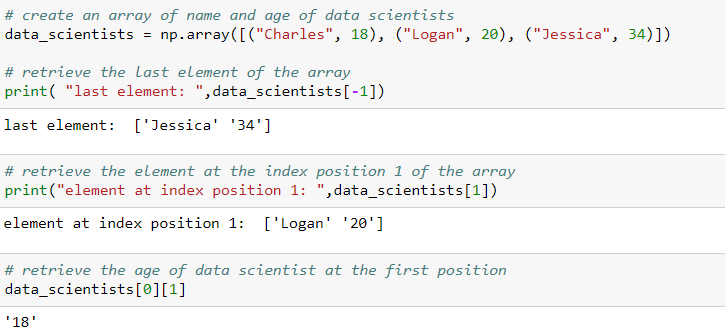 # create an array of name and age of data scientists
data_scientists = np.array([("Charles", 18), ("Logan", 20), ("Jessica", 34)])
# retrieve the last element of the array
print( "last element: ",data_scientists[-1])
last element:  ['Jessica' '34']
# retrieve the element at the index position 1 of the array
print("element at index position 1: ",data_scientists[1])
element at index position 1:  ['Logan' '20']
# retrieve the age of data scientist at the first position
data_scientists[0][1]
'18'